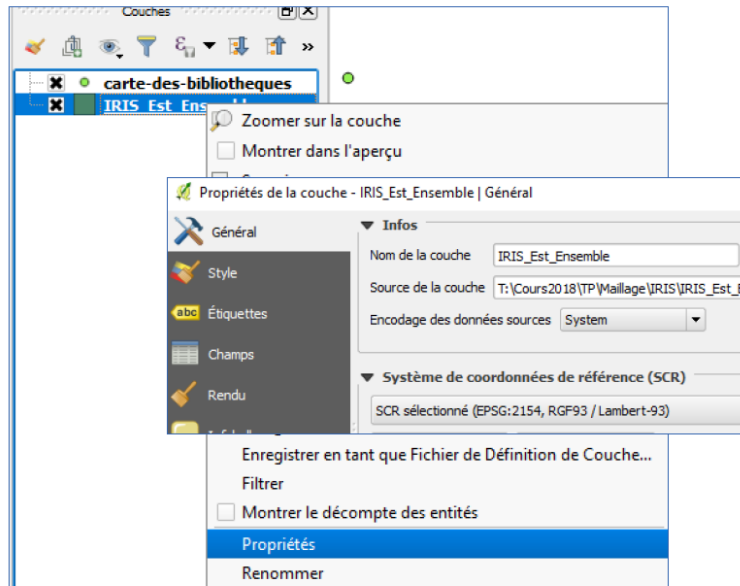 Couches
»
carte-des-bibliotheques
IRIS_Est_Ensemble
Zoomer sur la couche
Montrer dans l'aperçu
Propriétés de la couche - IRIS_Est_Ensemble | Général
Général
Style
abc Étiquettes
Champs
Rendu
Infos
Nom de la couche IRIS_Est_Ensemble
Source de la couche T:\Cours2018\TP\Maillage\IRIS\IRIS_Est_E
Encodage des données sources System
Système de coordonnées de référence (SCR)
SCR sélectionné (EPSG:2154, RGF93 / Lambert-93)
Enregistrer en tant que Fichier de Définition de Couche...
Filtrer
Montrer le décompte des entités
Propriétés
Renommer